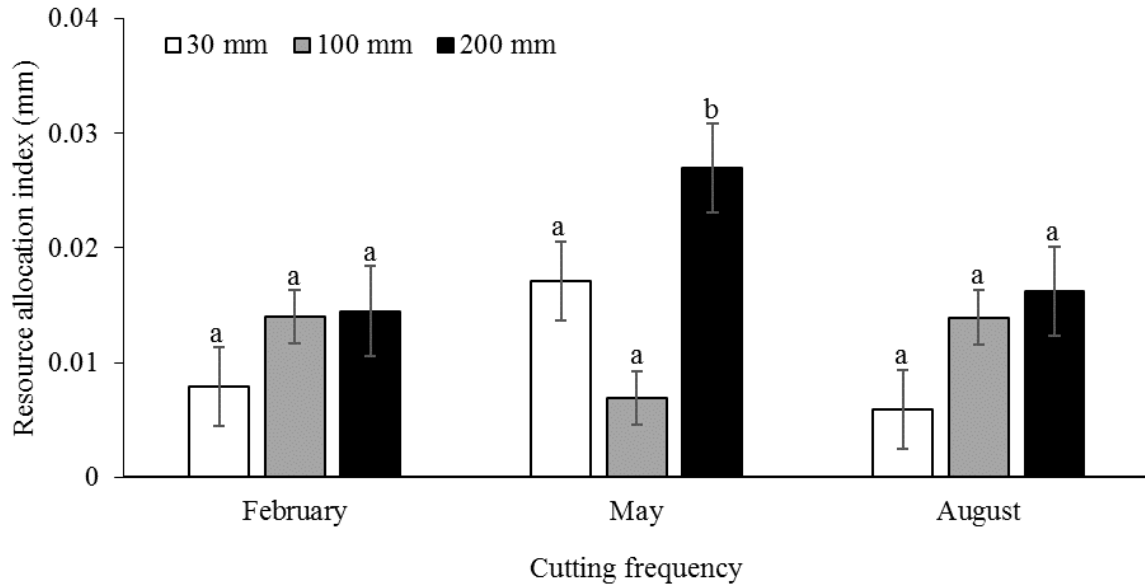 Resource allocation index (mm)
0.04
0.03
0.02
0.01
0
30 mm 100 mm 200 mm
a a a
a a b
a a a
February May August
Cutting frequency